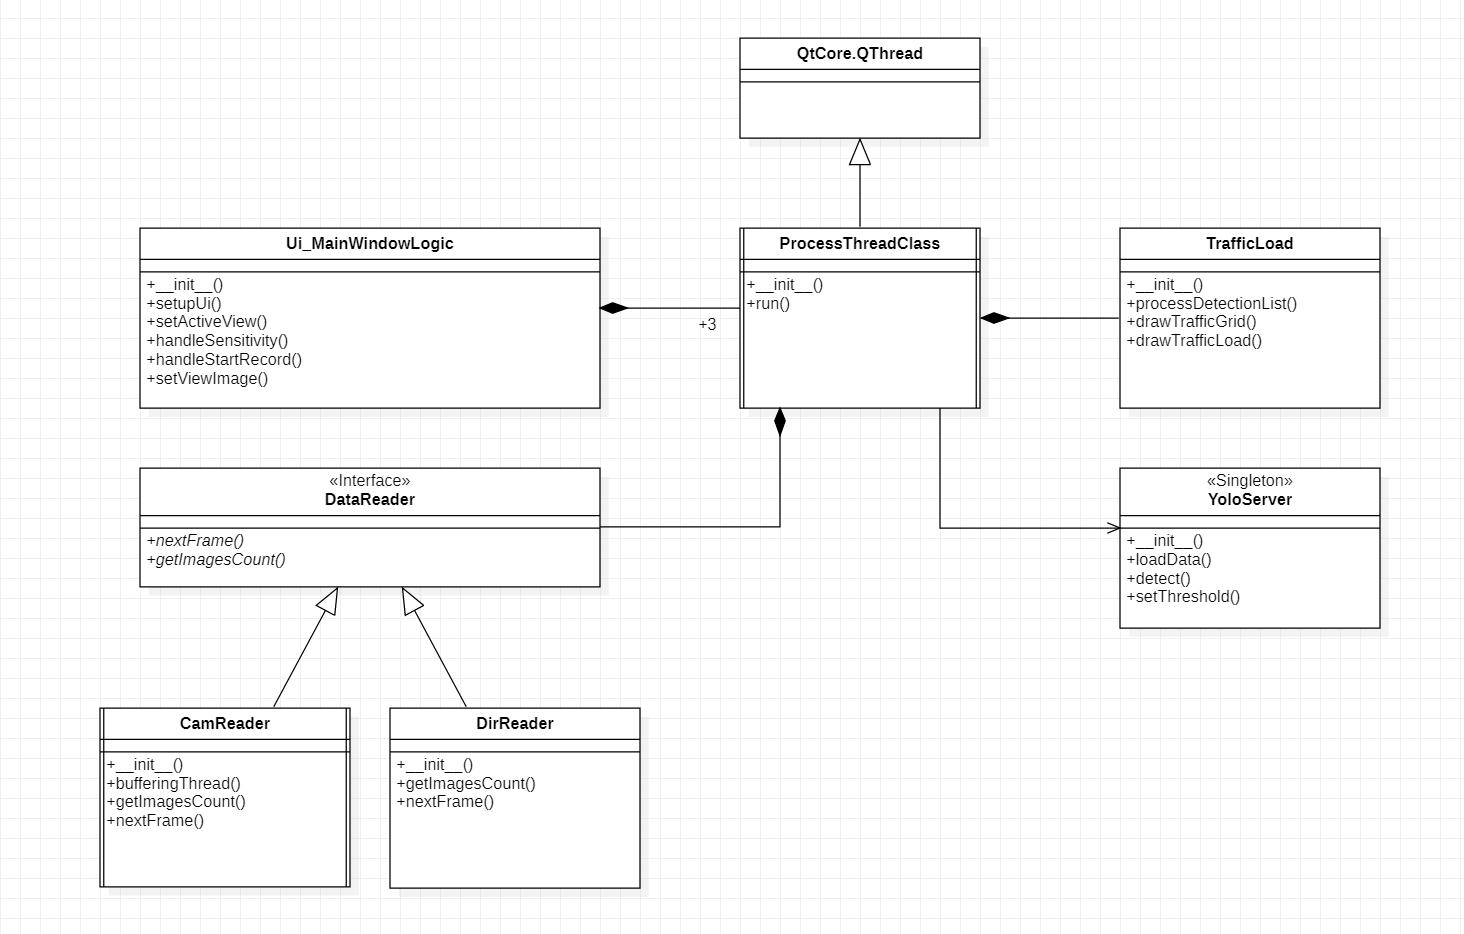 QtCore.QThread
Ui_MainWindowLogic
+__init__()
+setupUi()
+setActiveView()
+handleSensitivity()
+handleStartRecord()
+setViewImage()
+3
ProcessThreadClass
+__init__()
+run()
TrafficLoad
+__init__()
+processDetectionList()
+drawTrafficGrid()
+drawTrafficLoad()
«Interface»
DataReader
+nextFrame()
+getImagesCount()
«Singleton»
YoloServer
+__init__()
+loadData()
+detect()
+setThreshold()
CamReader
+__init__()
+bufferingThread()
+getImagesCount()
+nextFrame()
DirReader
+__init__()
+getImagesCount()
+nextFrame()